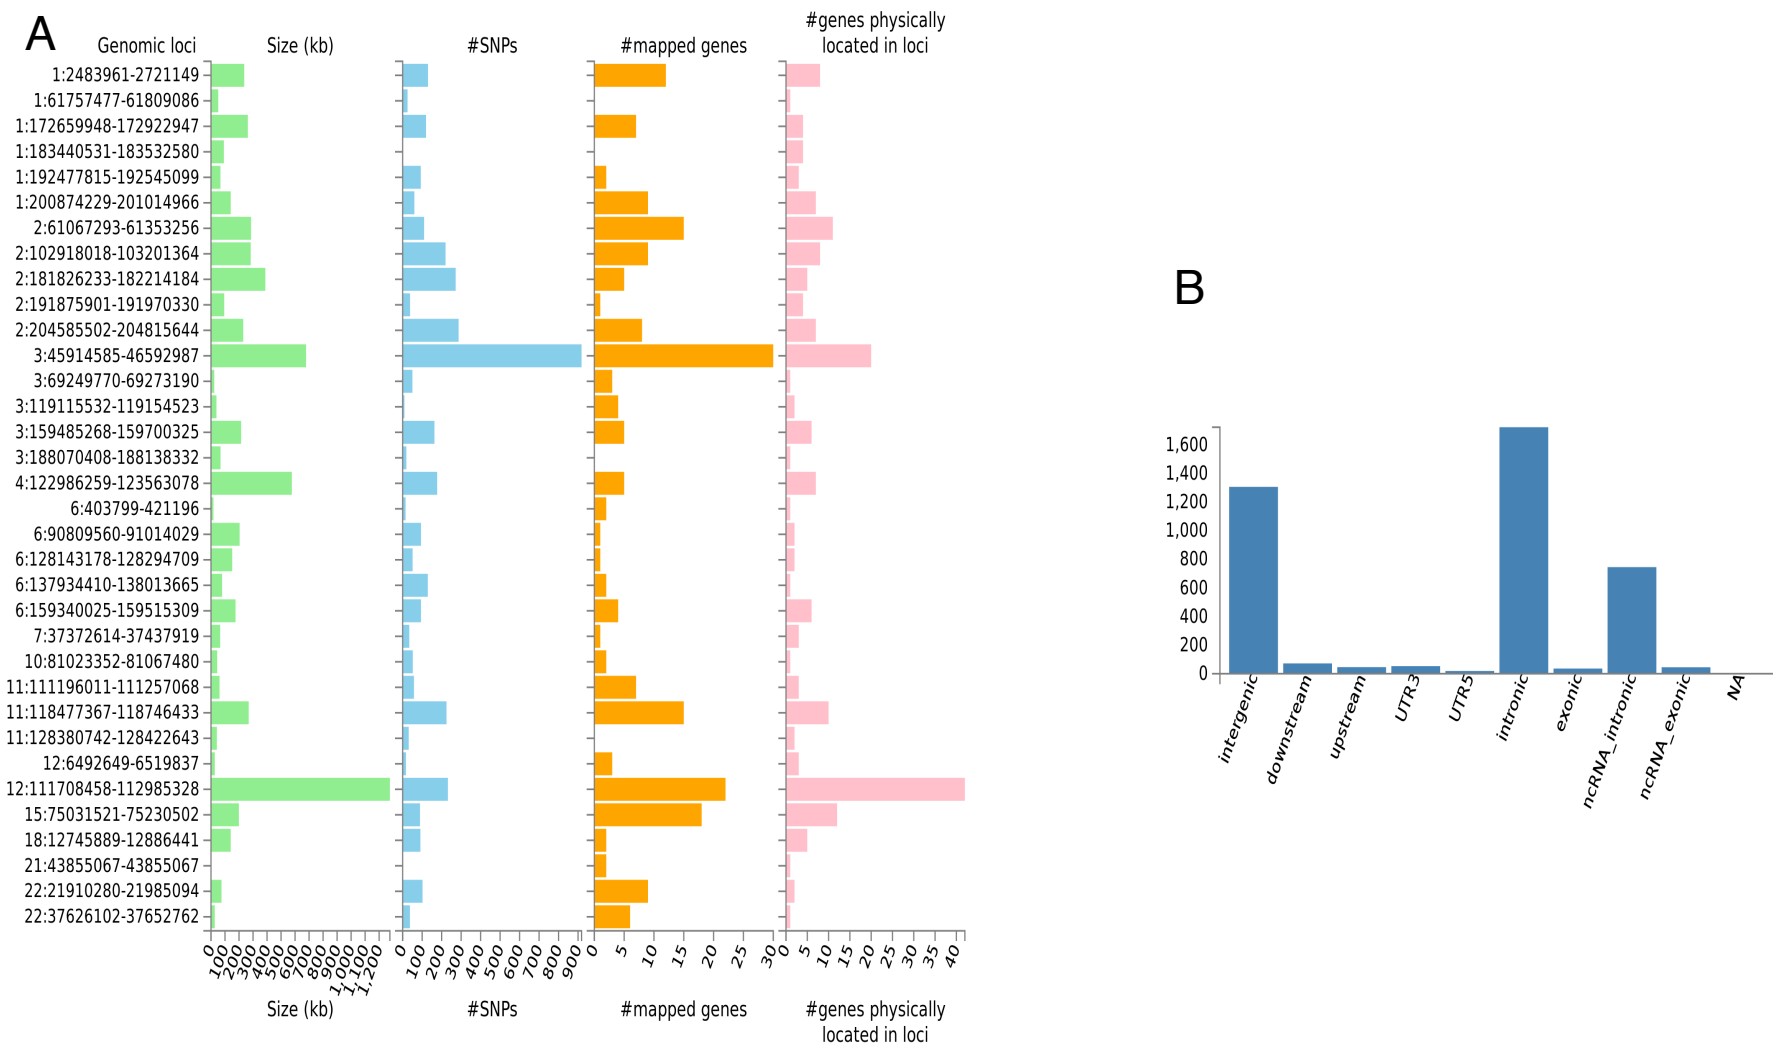 A
Genomic loci
Size (kb)
#SNPs
#mapped genes
#genes physically
located in loci
1:2483961-2721149
1:61757477-61809086
1:172659948-172922947
1:183440531-183532580
1:192477815-192545099
1:200874229-201014966
2:61067293-61353256
2:102918018-103201364
2:181826233-182214184
2:191875901-191970330
2:204585502-204815644
3:45914585-46592987
3:69249770-69273190
3:119115532-119154523
3:159485268-159700325
3:188070408-188138332
4:122986259-123563078
6:403799-421196
6:90809560-91014029
6:128143178-128294709
6:137934410-138013665
6:159340025-159515309
7:37372614-37437919
10:81023352-81067480
11:111196011-111257068
11:118477367-118746433
11:128380742-128422643
12:6492649-6519837
12:111708458-112985328
15:75031521-75230502
18:12745889-12886441
21:43855067-43855067
22:21910280-21985094
22:37626102-37652762
0 100 200 300 400 500 600 700 800 900 1,000 1,100 1,200
0 100 200 300 400 500 600 700 800 900
0 5 10 15 20 25 30
0 5 10 15 20 25 30 35 40
Size (kb)
#SNPs
#mapped genes
#genes physically
located in loci
B
1,600
1,400
1,200
1,000
800
600
400
200
0
intergenic
downstream
upstream
UTR3
UTR5
intronic
exonic
ncRNA_intronic
ncRNA_exonic
NA